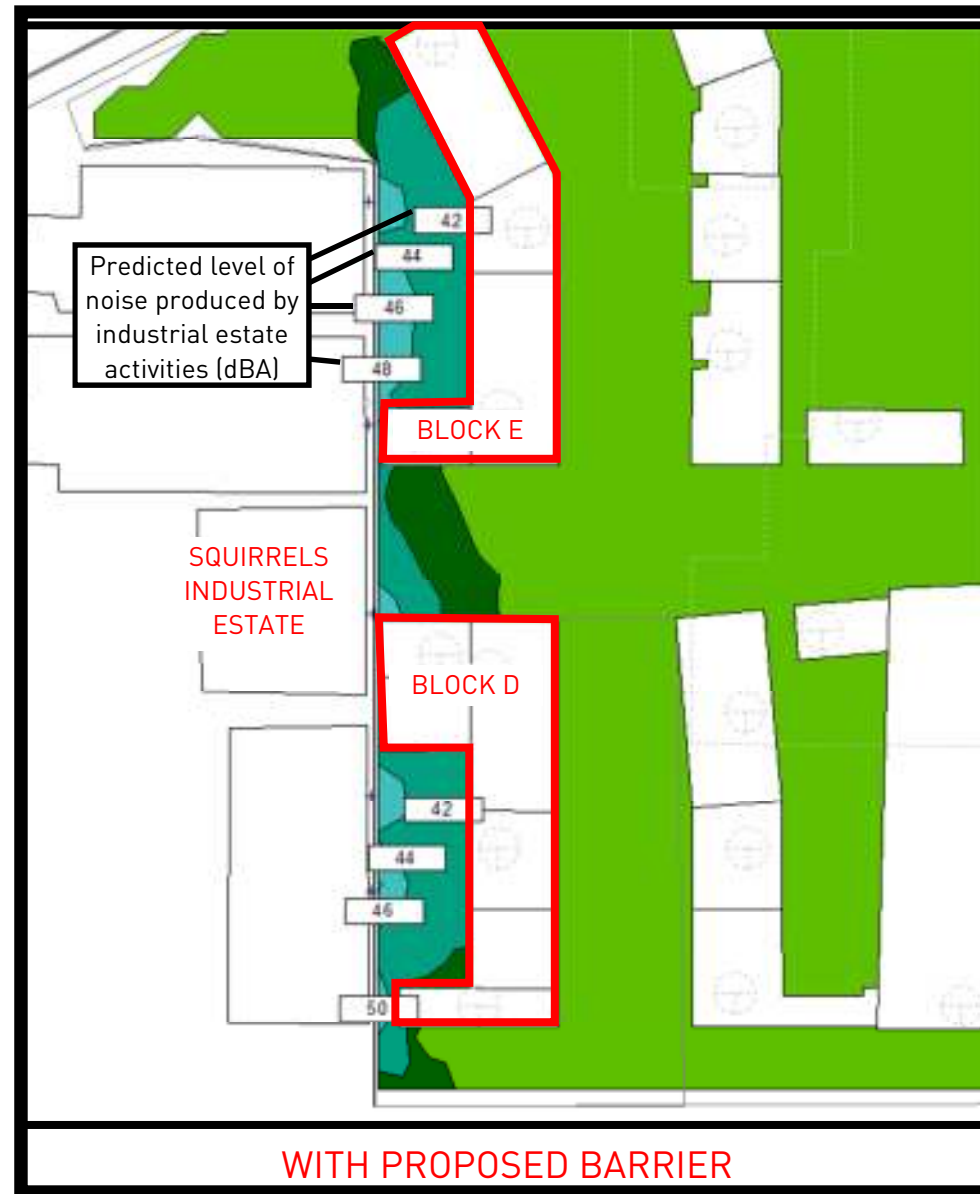 42
Predicted level of
noise produced by
industrial estate
activities (dBA)
44
46
48
BLOCK E
SQUIRRELS
INDUSTRIAL
ESTATE
BLOCK D
42
44
46
50
WITH PROPOSED BARRIER